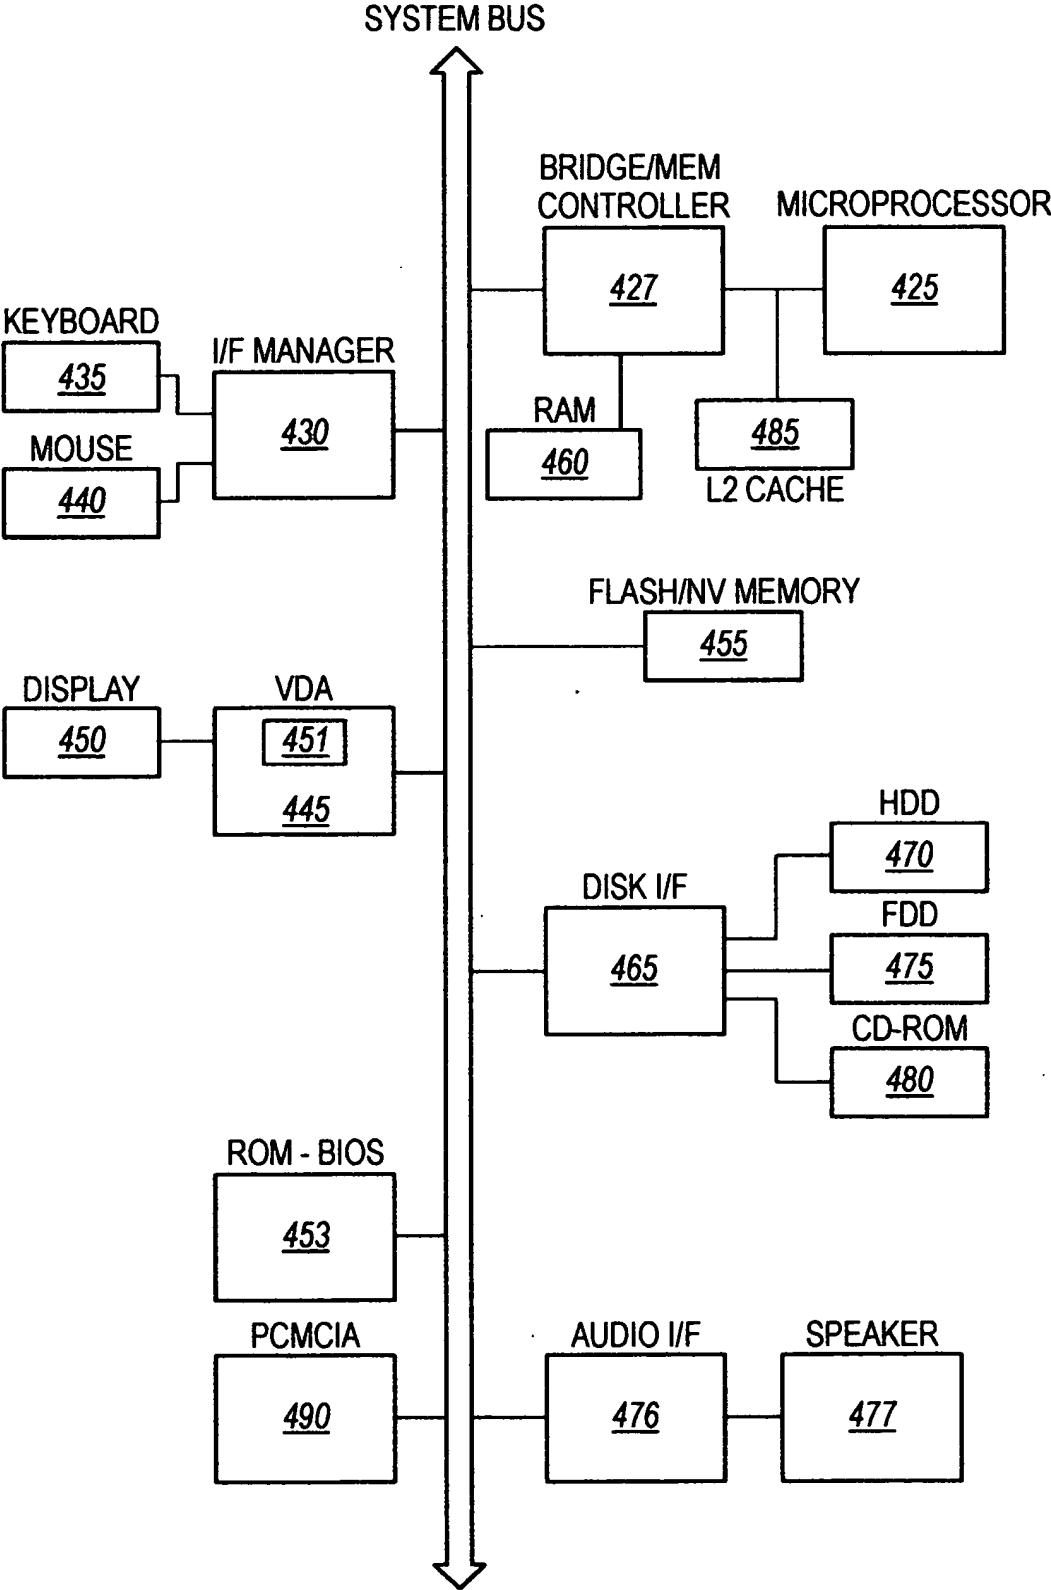 SYSTEM BUS
BRIDGE/MEM
CONTROLLER
MICROPROCESSOR
427
425
KEYBOARD
435
I/F MANAGER
430
MOUSE
440
RAM
460
485
L2 CACHE
FLASH/NV MEMORY
455
DISPLAY
450
VDA
451
445
HDD
470
DISK I/F
465
FDD
475
CD-ROM
480
ROM - BIOS
453
PCMCIA
490
AUDIO I/F
476
SPEAKER
477